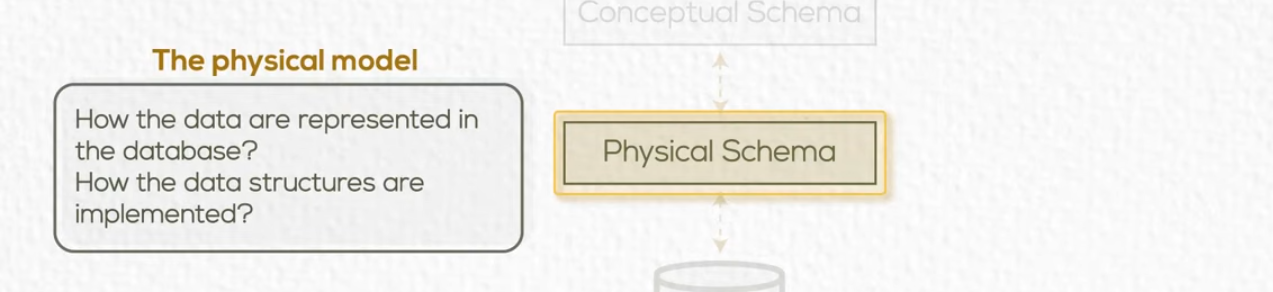 Conceptual Schema
The physical model
How the data are represented in
the database?
How the data structures are
implemented?
Physical Schema